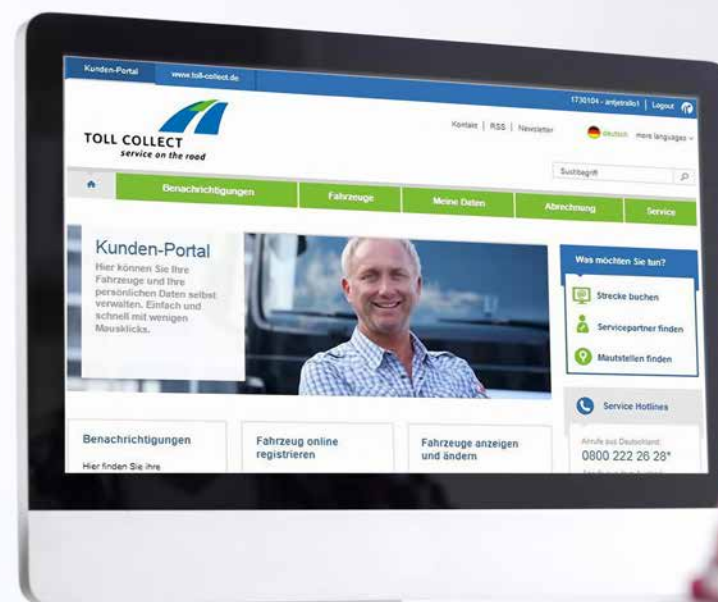 Kunden-Portal www.toll-collect.de
1730104 - antjetrallo1 | Logout
TOLL COLLECT
service on the road
Kontakt | RSS | Newsletter deutsch more languages
Suchbegriff
Benachrichtigungen Fahrzeuge Meine Daten Abrechnung Service
Kunden-Portal
Hier können Sie Ihre
Fahrzeuge und Ihre
persönlichen Daten selbst
verwalten. Einfach und
schnell mit wenigen
Mausklicks.
Was möchten Sie tun?
Strecke buchen
Servicepartner finden
Mautstellen finden
Service Hotlines
Anrufe aus Deutschland:
0800 222 26 28*
Benachrichtigungen
Hier finden Sie ihre
Fahrzeug online
registrieren
Fahrzeuge anzeigen
und ändern